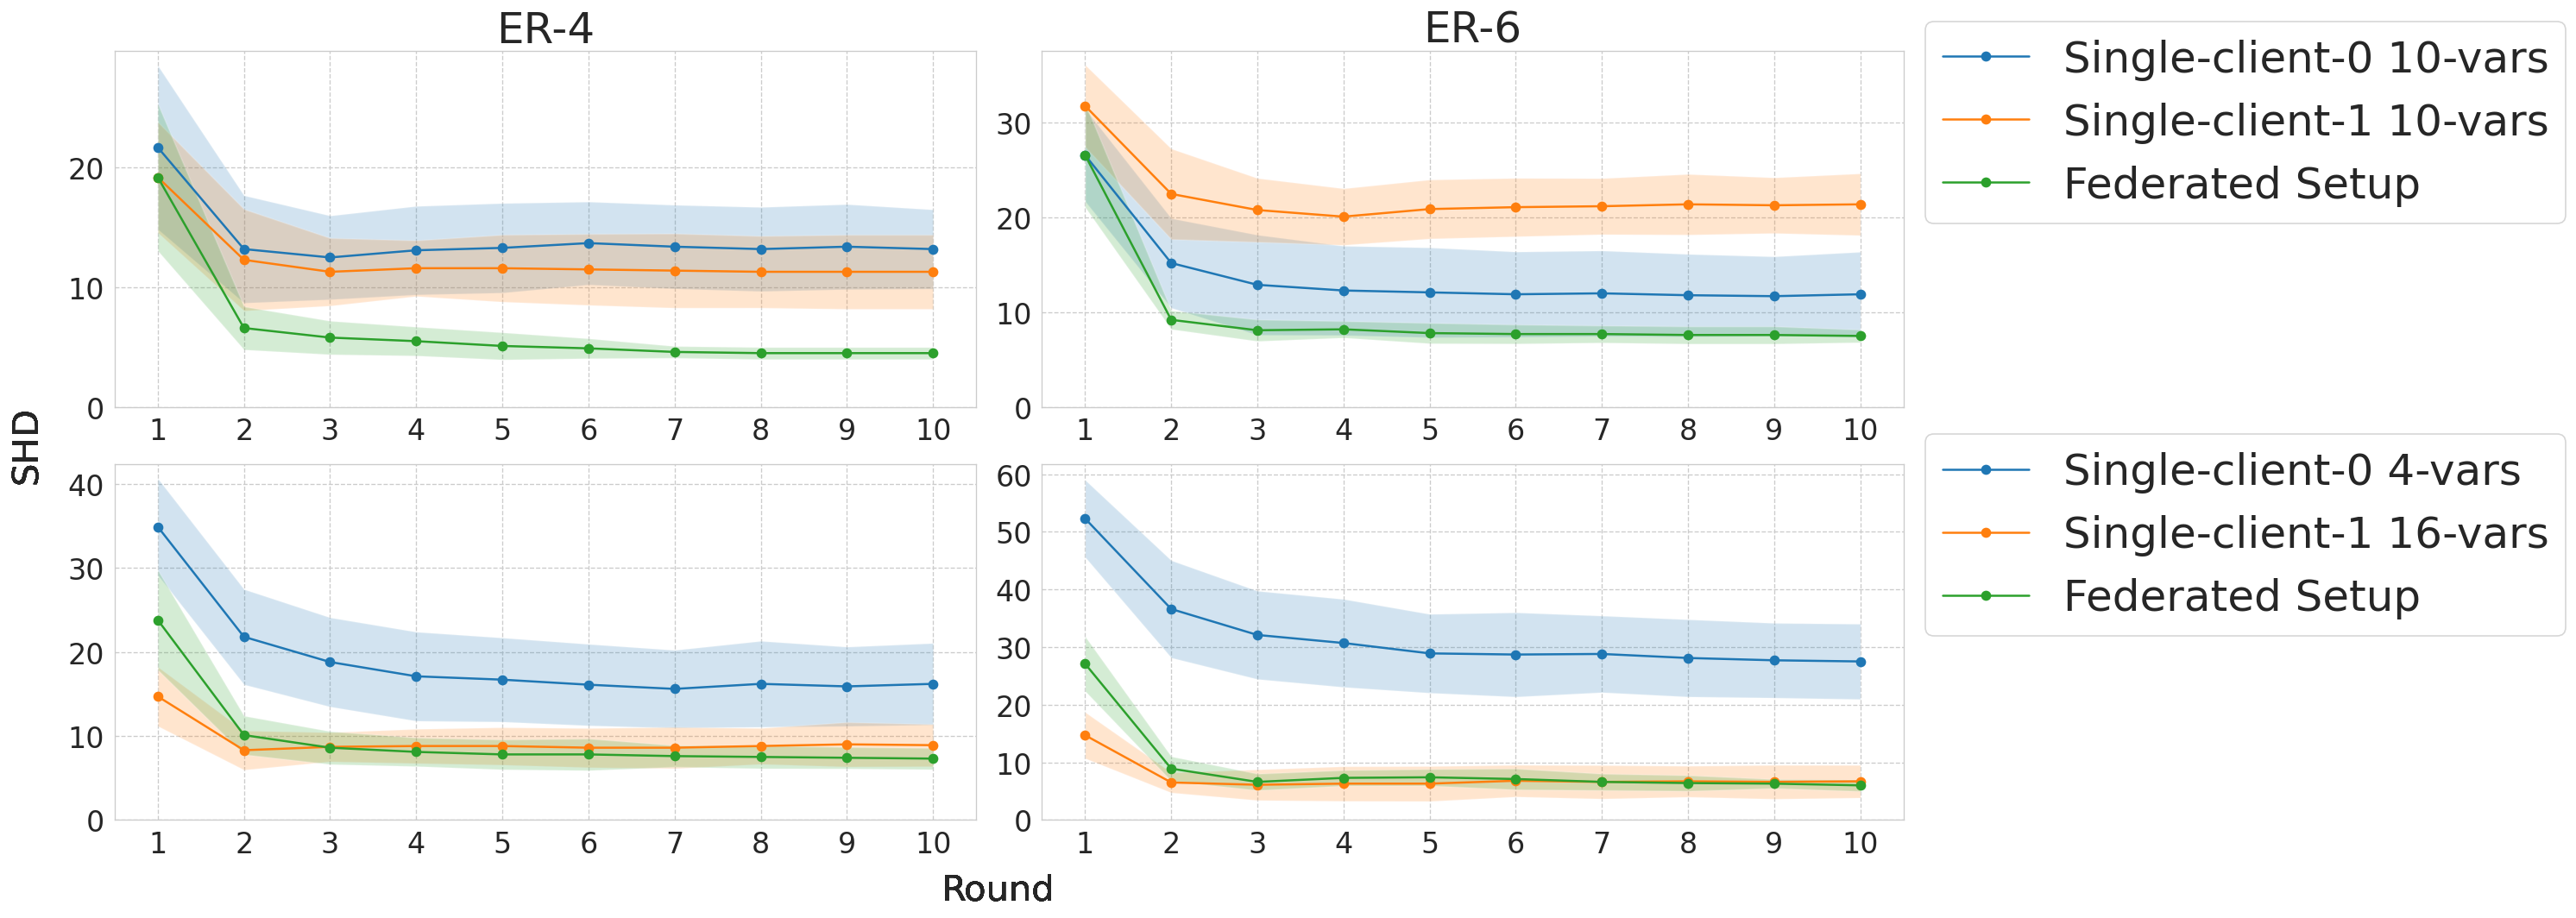 ER-4
ER-6
Single-client-0 10-vars
Single-client-1 10-vars
Federated Setup
20
10
0
1 2 3 4 5 6 7 8 9 10
30
20
10
0
1 2 3 4 5 6 7 8 9 10
SHD
40
30
20
10
0
1 2 3 4 5 6 7 8 9 10
60
50
40
30
20
10
0
1 2 3 4 5 6 7 8 9 10
Single-client-0 4-vars
Single-client-1 16-vars
Federated Setup
Round